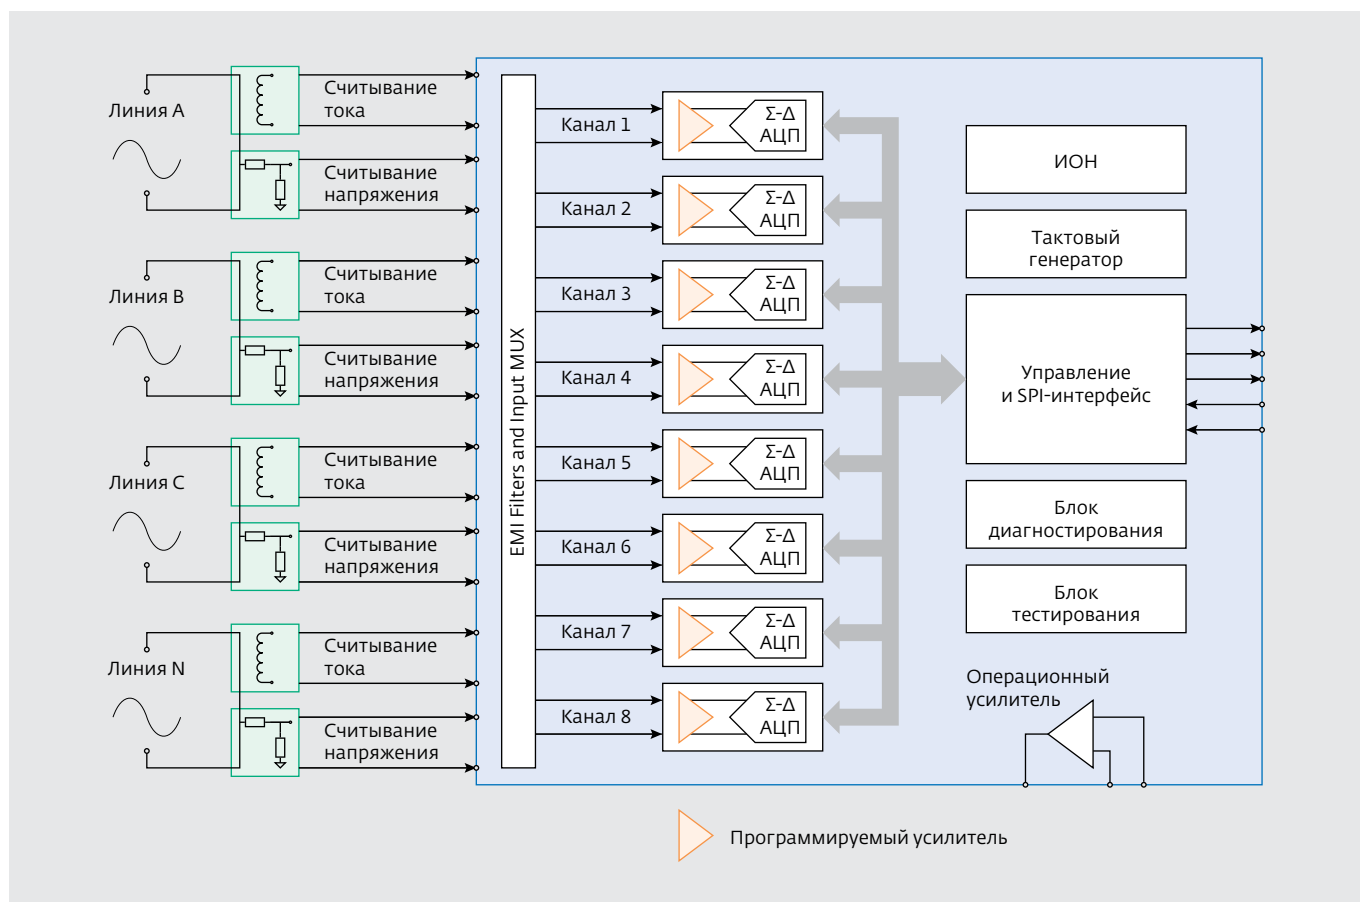 Линия A
Считывание
тока
Считывание
напряжения
Линия B
Считывание
тока
Считывание
напряжения
Линия C
Считывание
тока
Считывание
напряжения
Линия N
Считывание
тока
Считывание
напряжения
EMI Filters and Input MUX
Канал 1
Σ-Δ
АЦП
Канал 2
Σ-Δ
АЦП
Канал 3
Σ-Δ
АЦП
Канал 4
Σ-Δ
АЦП
Канал 5
Σ-Δ
АЦП
Канал 6
Σ-Δ
АЦП
Канал 7
Σ-Δ
АЦП
Канал 8
Σ-Δ
АЦП
ИОН
Тактовый
генератор
Управление
и SPI-интерфейс
Блок
диагностирования
Блок
тестирования
Операционный
усилитель
Программируемый усилитель